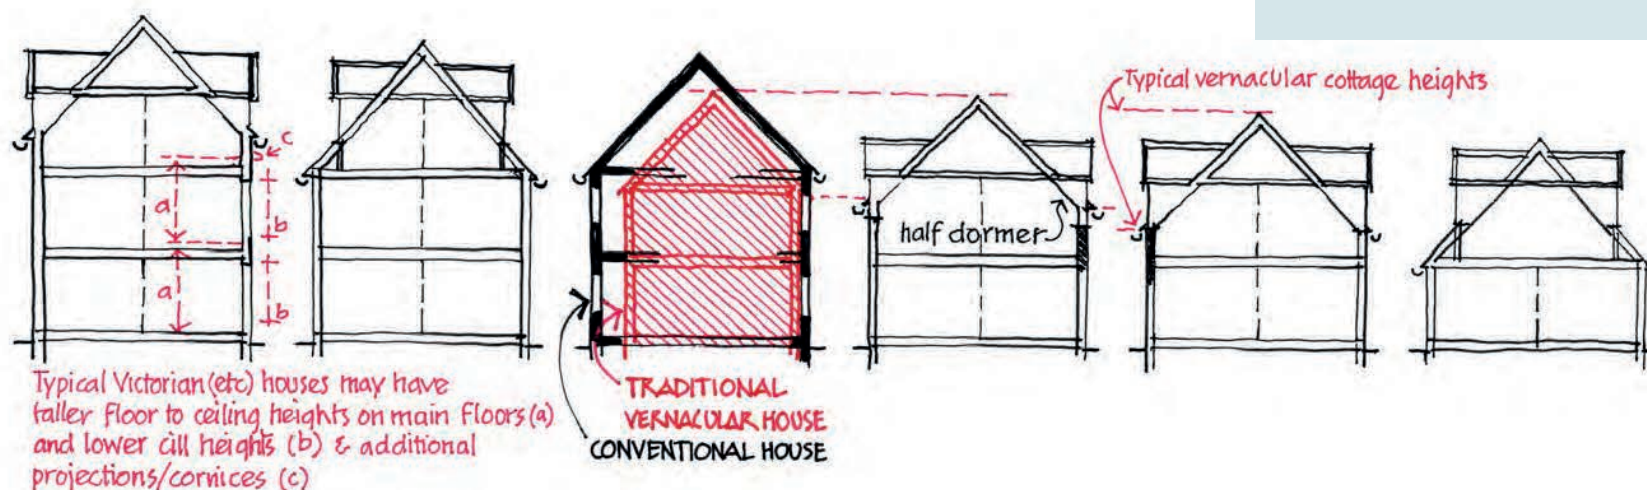 Typical vernacular cottage heights
c
a
b
a
b
half dormer
Typical Victorian (etc) houses may have
taller floor to ceiling heights on main floors (a)
and lower cill heights (b) & additional
projections/cornices (c)
TRADITIONAL
VERNACULAR HOUSE
CONVENTIONAL HOUSE